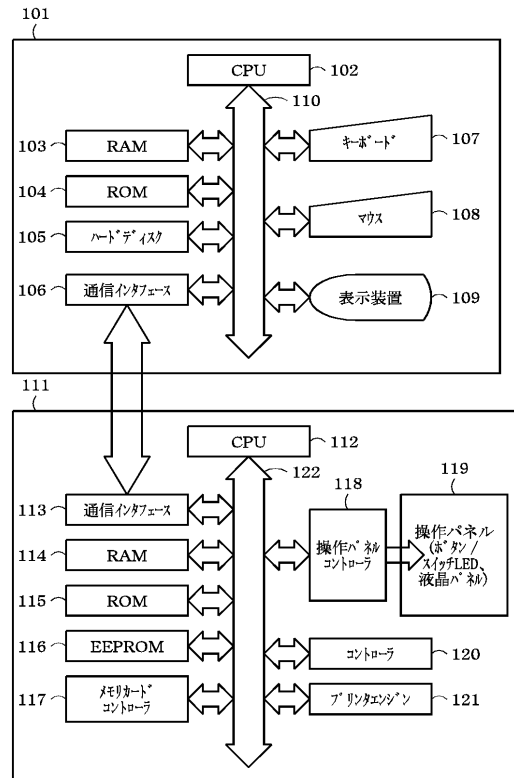 101
CPU
102
110
103
RAM
キーボード
107
104
ROM
105
ハードディスク
マウス
108
106
通信インタフェース
表示装置
109
111
CPU
112
122
118
119
113
通信インタフェース
操作パネル
コントローラ
操作パネル
(ボタン/
スイッチLED、
液晶パネル)
114
RAM
115
ROM
116
EEPROM
コントローラ
120
117
メモリカード
コントローラ
プリンタエンジン
121